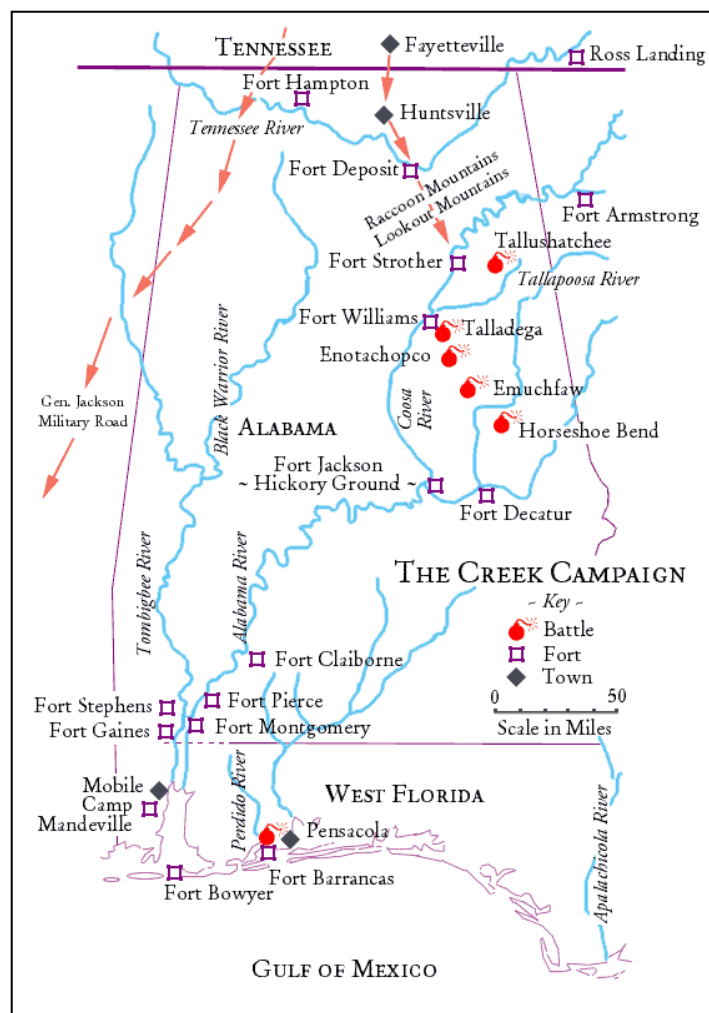 TENNESSEE
Fayetteville
Ross Landing
Fort Hampton
Huntsville
Tennessee River
Fort Deposit
Raccoon Mountains
Lookout Mountains
Fort Armstrong
Tallushatchee
Fort Strother
Tallapoosa River
Fort Williams
Talladega
Enotachopco
Emuchfaw
Gen. Jackson
Military Road
Black Warrior River
Coosa
River
ALABAMA
Horseshoe Bend
Fort Jackson
~ Hickory Ground ~
Fort Decatur
Tombigbee River
Alabama River
THE CREEK CAMPAIGN
~ Key ~
Battle
Fort
Town
0 50
Scale in Miles
Fort Claiborne
Fort Stephens
Fort Pierce
Fort Gaines
Fort Montgomery
Mobile
Camp
Mandeville
Perdido River
WEST FLORIDA
Pensacola
Apalachicola River
Fort Bowyer
Fort Barrancas
GULF OF MEXICO